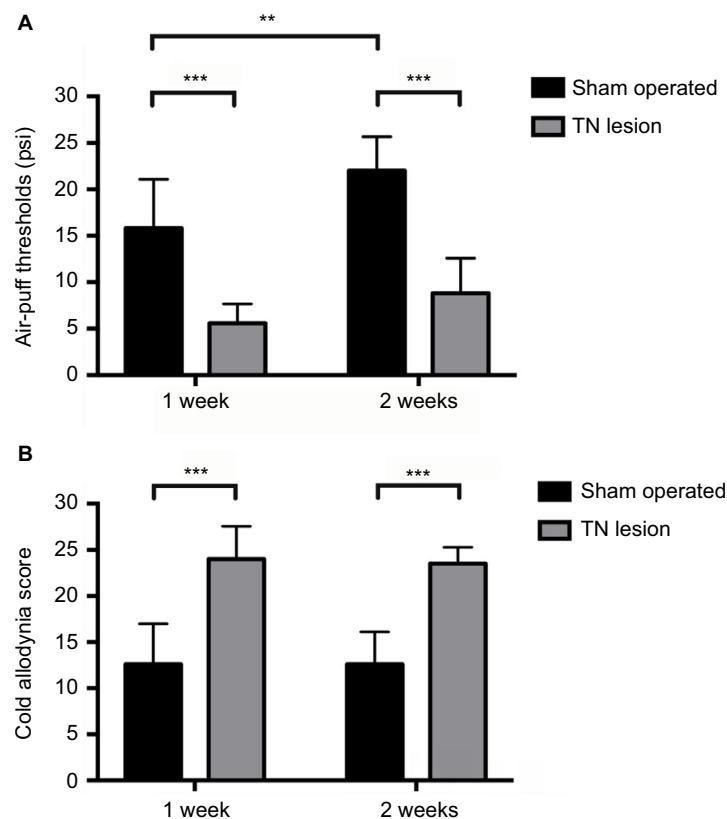 A
**
***
***
Sham operated
TN lesion
Air-puff thresholds (psi)
30
25
20
15
10
5
0
1 week
2 weeks
B
***
***
Sham operated
TN lesion
Cold allodynia score
30
25
20
15
10
5
0
1 week
2 weeks